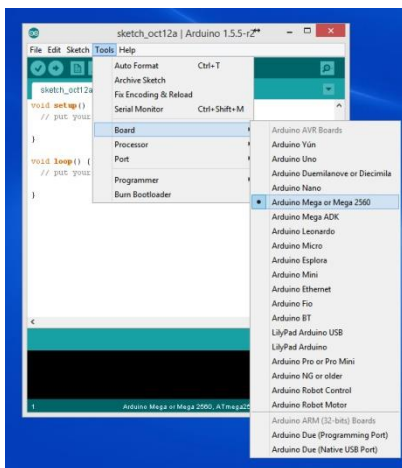 sketch_oct12a | Arduino 1.5.5-r2
File Edit Sketch Tools Help
sketch_oct12a
void setup()
// put your
}
void loop() {
// put your
}
Auto Format Ctrl+T
Archive Sketch
Fix Encoding & Reload
Serial Monitor Ctrl+Shift+M
Board
Processor
Port
Programmer
Burn Bootloader
Arduino AVR Boards
Arduino Yún
Arduino Uno
Arduino Duemilanove or Diecimila
Arduino Nano
Arduino Mega or Mega 2560
Arduino Mega ADK
Arduino Leonardo
Arduino Micro
Arduino Esplora
Arduino Mini
Arduino Ethernet
Arduino Fio
Arduino BT
LilyPad Arduino USB
LilyPad Arduino
Arduino Pro or Pro Mini
Arduino NG or older
Arduino Robot Control
Arduino Robot Motor
Arduino ARM (32-bits) Boards
Arduino Due (Programming Port)
Arduino Due (Native USB Port)
1 Arduino Mega or Mega 2560, ATmega25